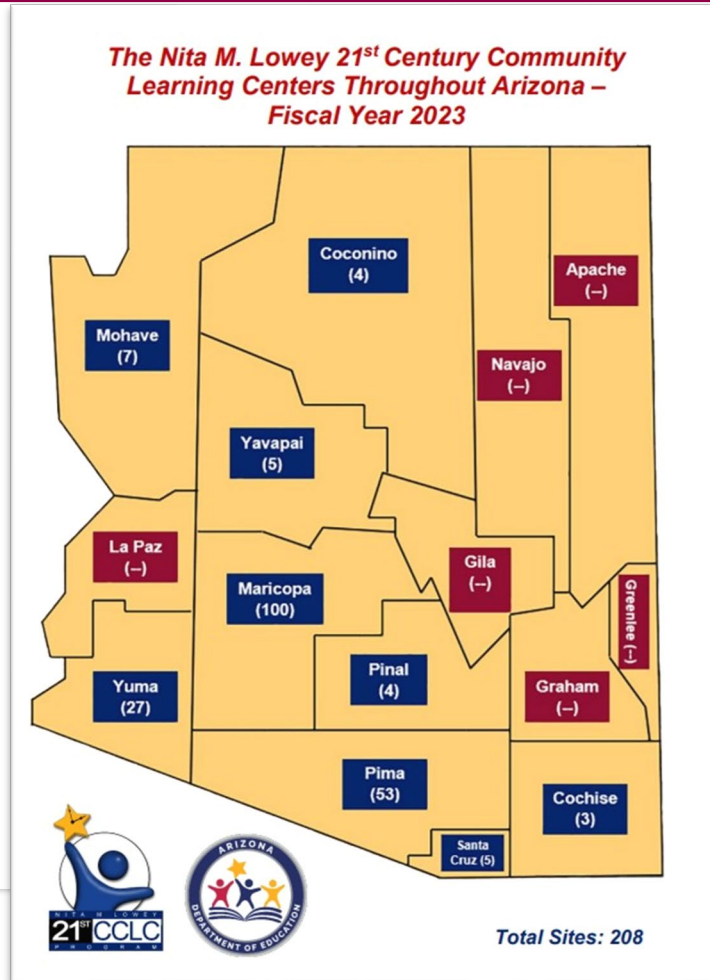 The Nita M. Lowey 21st Century Community
Learning Centers Throughout Arizona –
Fiscal Year 2023
Coconino
(4)
Apache
(--)
Mohave
(7)
Navajo
(--)
Yavapai
(5)
La Paz
(--)
Gila
(--)
Maricopa
(100)
Greenlee (--)
Pinal
(4)
Yuma
(27)
Graham
(--)
Pima
(53)
Cochise
(3)
Santa
Cruz (5)
NITA M LOWEY
21ST CCLC
PROGRAM
ARIZONA
DEPARTMENT OF EDUCATION
Total Sites: 208